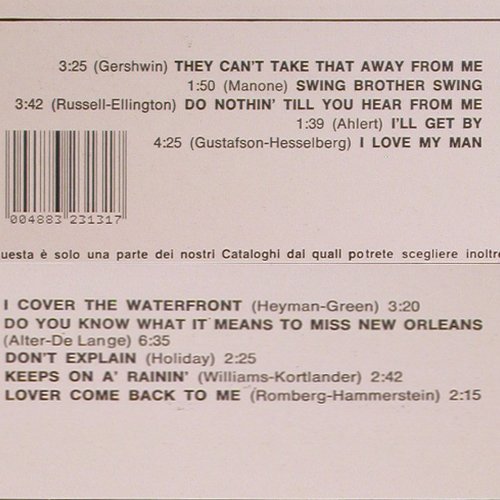 3:25 (Gershwin) THEY CAN'T TAKE THAT AWAY FROM ME
1:50 (Manone) SWING BROTHER SWING
3:42 (Russell-Ellington) DO NOTHIN' TILL YOU HEAR FROM ME
1:39 (Ahlert) I'LL GET BY
4:25 (Gustafson-Hesselberg) I LOVE MY MAN
004883 231317
uesta è solo una parte dei nostri Cataloghi dai quali potrete scegliere inoltre
I COVER THE WATERFRONT (Heyman-Green) 3:20
DO YOU KNOW WHAT IT MEANS TO MISS NEW ORLEANS
(Alter-De Lange) 6:35
DON'T EXPLAIN (Holiday) 2:25
KEEPS ON A' RAININ' (Williams-Kortlander) 2:42
LOVER COME BACK TO ME (Romberg-Hammerstein) 2:15